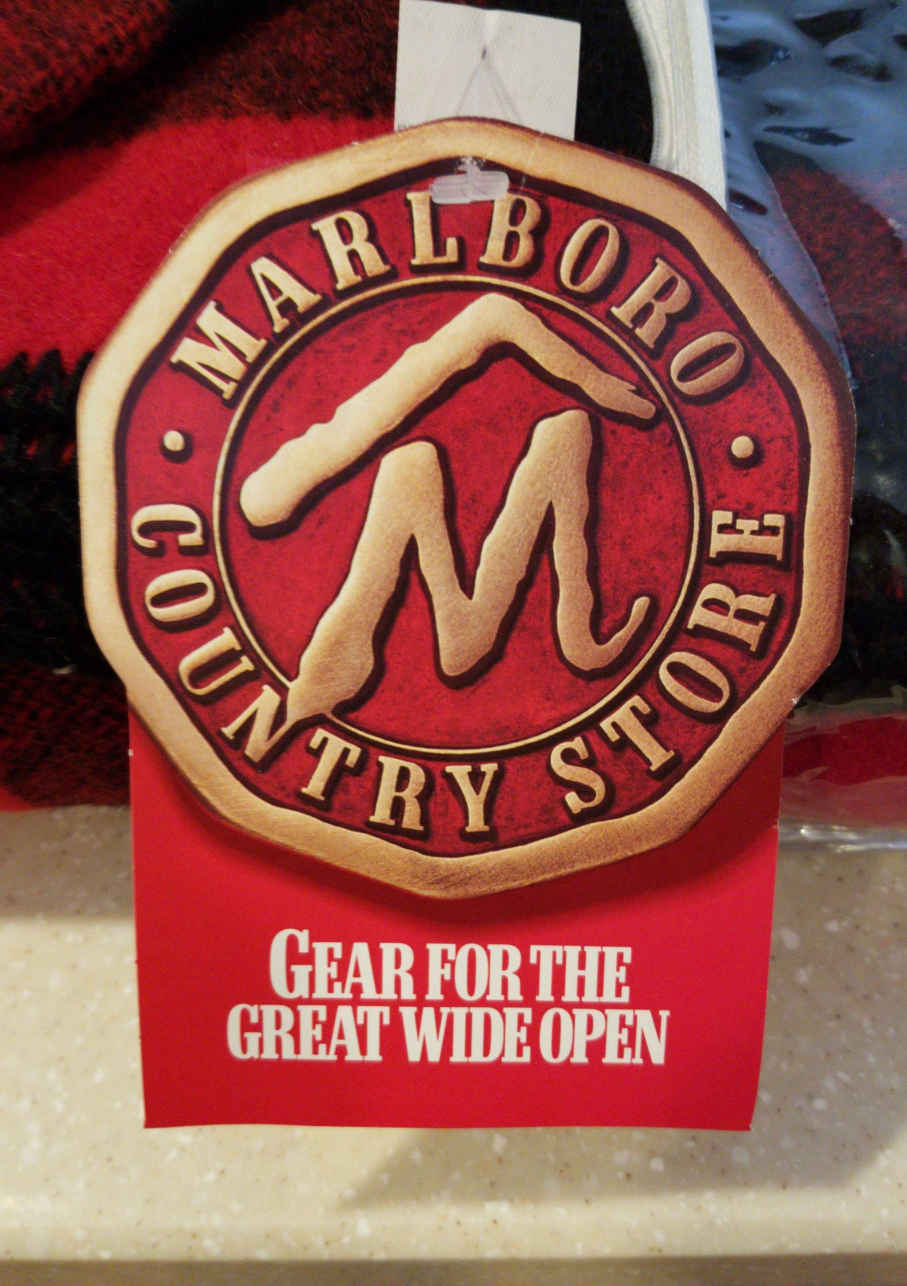 MARLBORO
M
COUNTRY STORE
GEAR FOR THE
GREAT WIDE OPEN